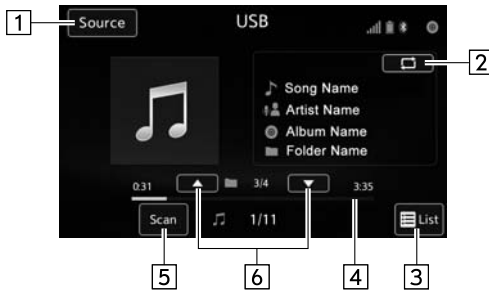 1
Source
USB
2
Song Name
Artist Name
Album Name
Folder Name
0:31
3/4
3:35
Scan
1/11
List
5
6
4
3